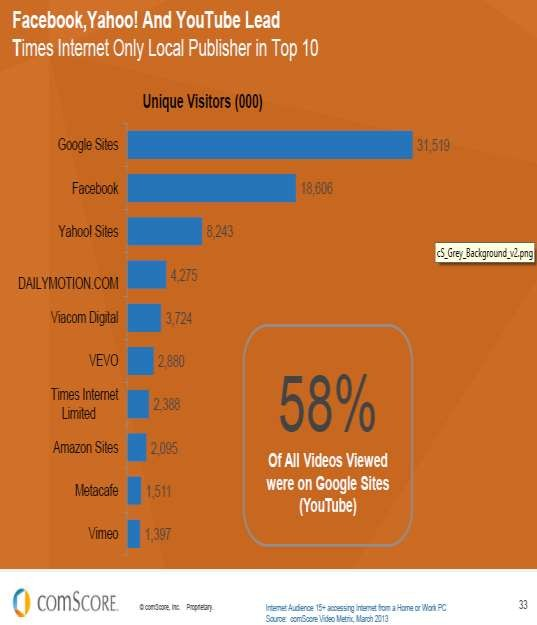 Facebook,Yahoo! And YouTube Lead
Times Internet Only Local Publisher in Top 10
Unique Visitors (000)
Google Sites 31,519
Facebook 18,606
Yahoo! Sites 8,243
cS_Grey_Background_v2.png
DAILYMOTION.COM 4,275
Viacom Digital 3,724
VEVO 2,880
Times Internet
Limited 2,388
Amazon Sites 2,095
Metacafe 1,511
Vimeo 1,397
58%
Of All Videos Viewed
were on Google Sites
(YouTube)
comScore.
© comScore, Inc. Proprietary.
Internet Audience 15+ accessing Internet from a Home or Work PC
Source: comScore Video Metrix, March 2013
33